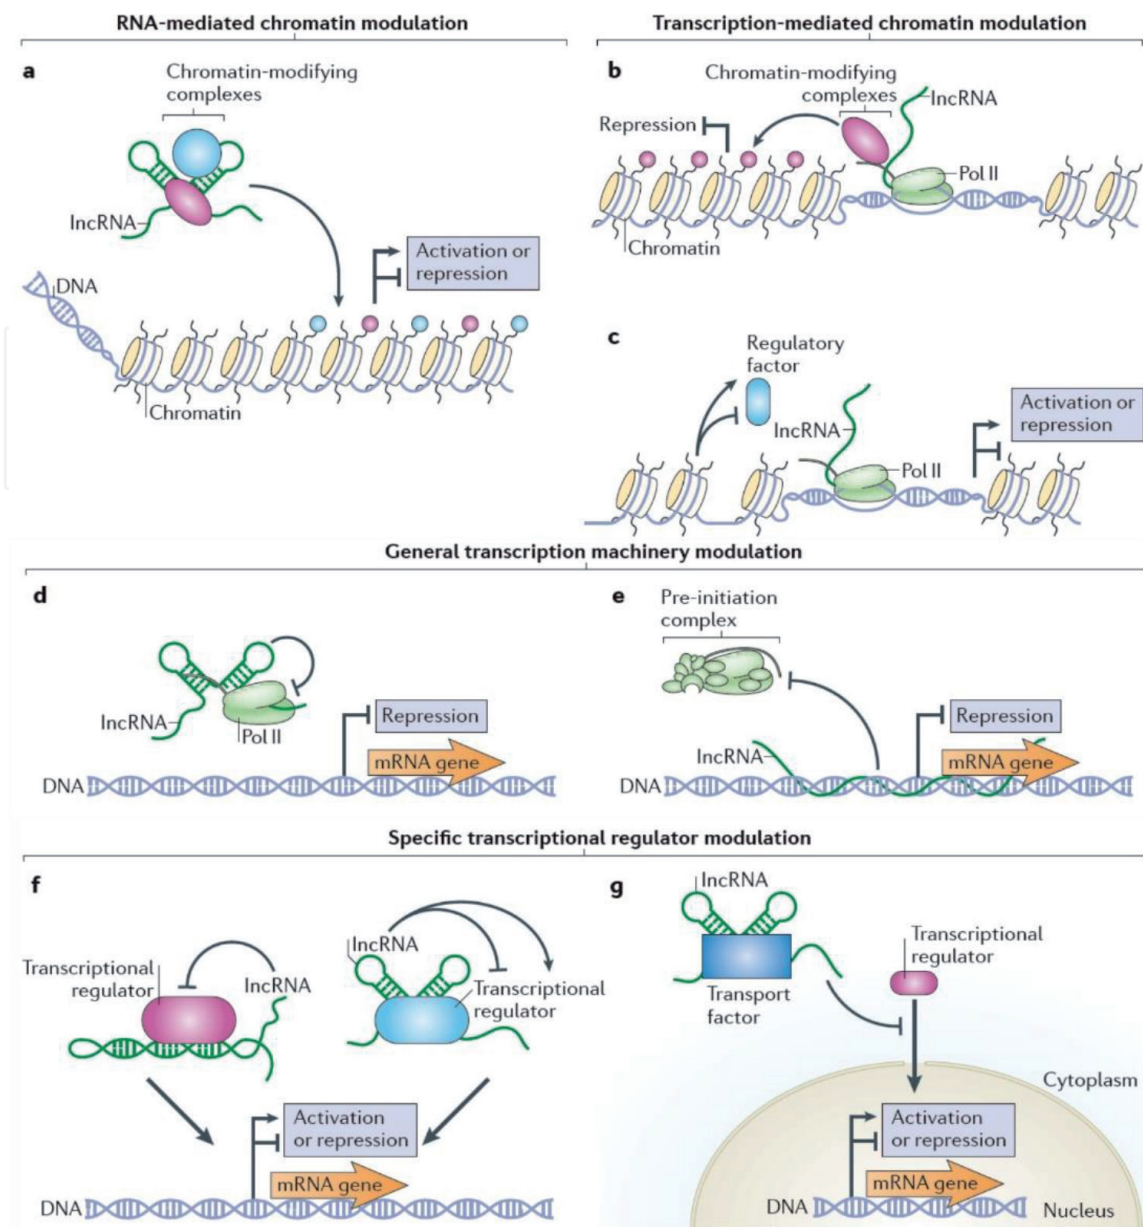 RNA-mediated chromatin modulation
Transcription-mediated chromatin modulation
a
Chromatin-modifying
complexes
lncRNA
DNA
Activation or
repression
Chromatin
b
Chromatin-modifying
complexes
lncRNA
Repression
Pol II
Chromatin
c
Regulatory
factor
lncRNA
Pol II
Activation or
repression
General transcription machinery modulation
d
lncRNA
Pol II
Repression
mRNA gene
DNA
e
Pre-initiation
complex
lncRNA
Repression
mRNA gene
DNA
Specific transcriptional regulator modulation
f
Transcriptional
regulator
lncRNA
lncRNA
Transcriptional
regulator
Activation
or repression
mRNA gene
DNA
g
lncRNA
Transport
factor
Transcriptional
regulator
Cytoplasm
Activation
or repression
mRNA gene
DNA
Nucleus